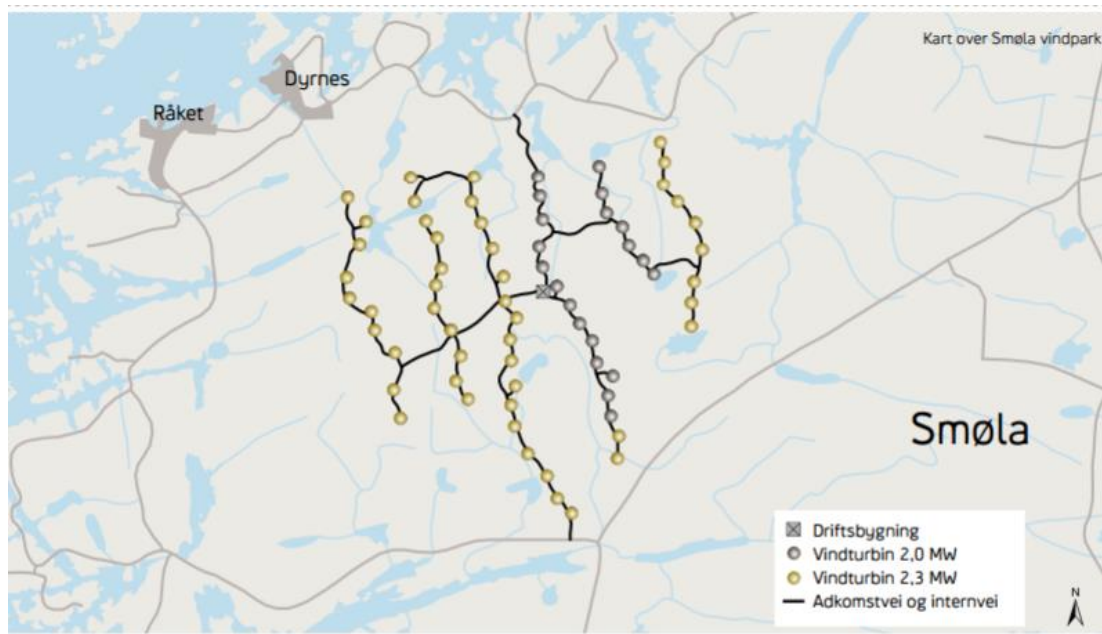 Kart over Smøla vindpark
Dyrnes
Råket
Smøla
Driftsbygning
Vindturbin 2,0 MW
Vindturbin 2,3 MW
Adkomstvei og internvei
N